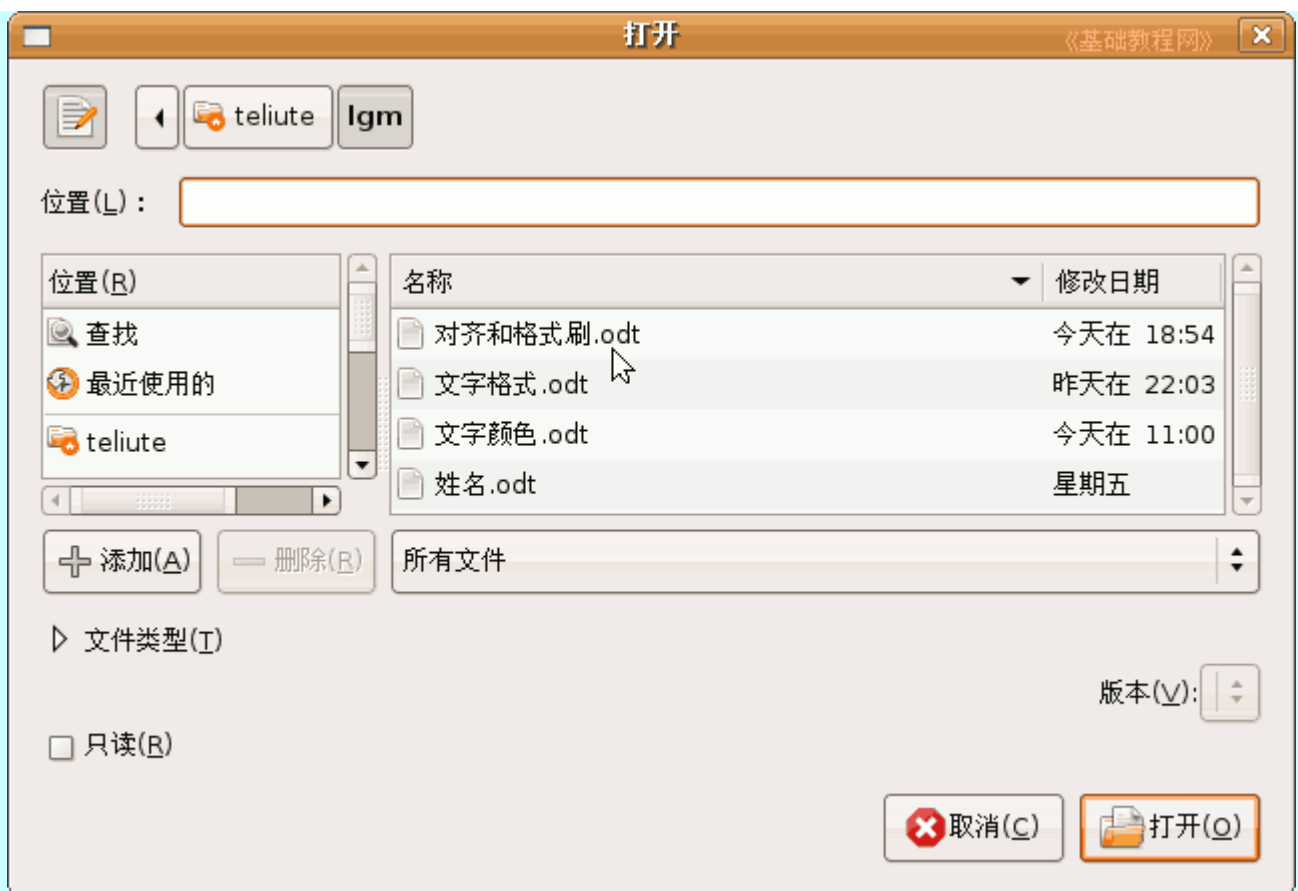 打开
《基础教程网》
teliute
lgm
位置(L)：
位置(R)
查找
最近使用的
teliute
名称 修改日期
对齐和格式刷.odt 今天在 18:54
文字格式.odt 昨天在 22:03
文字颜色.odt 今天在 11:00
姓名.odt 星期五
添加(A) 删除(R) 所有文件
文件类型(T)
版本(V):
只读(R)
取消(C) 打开(O)